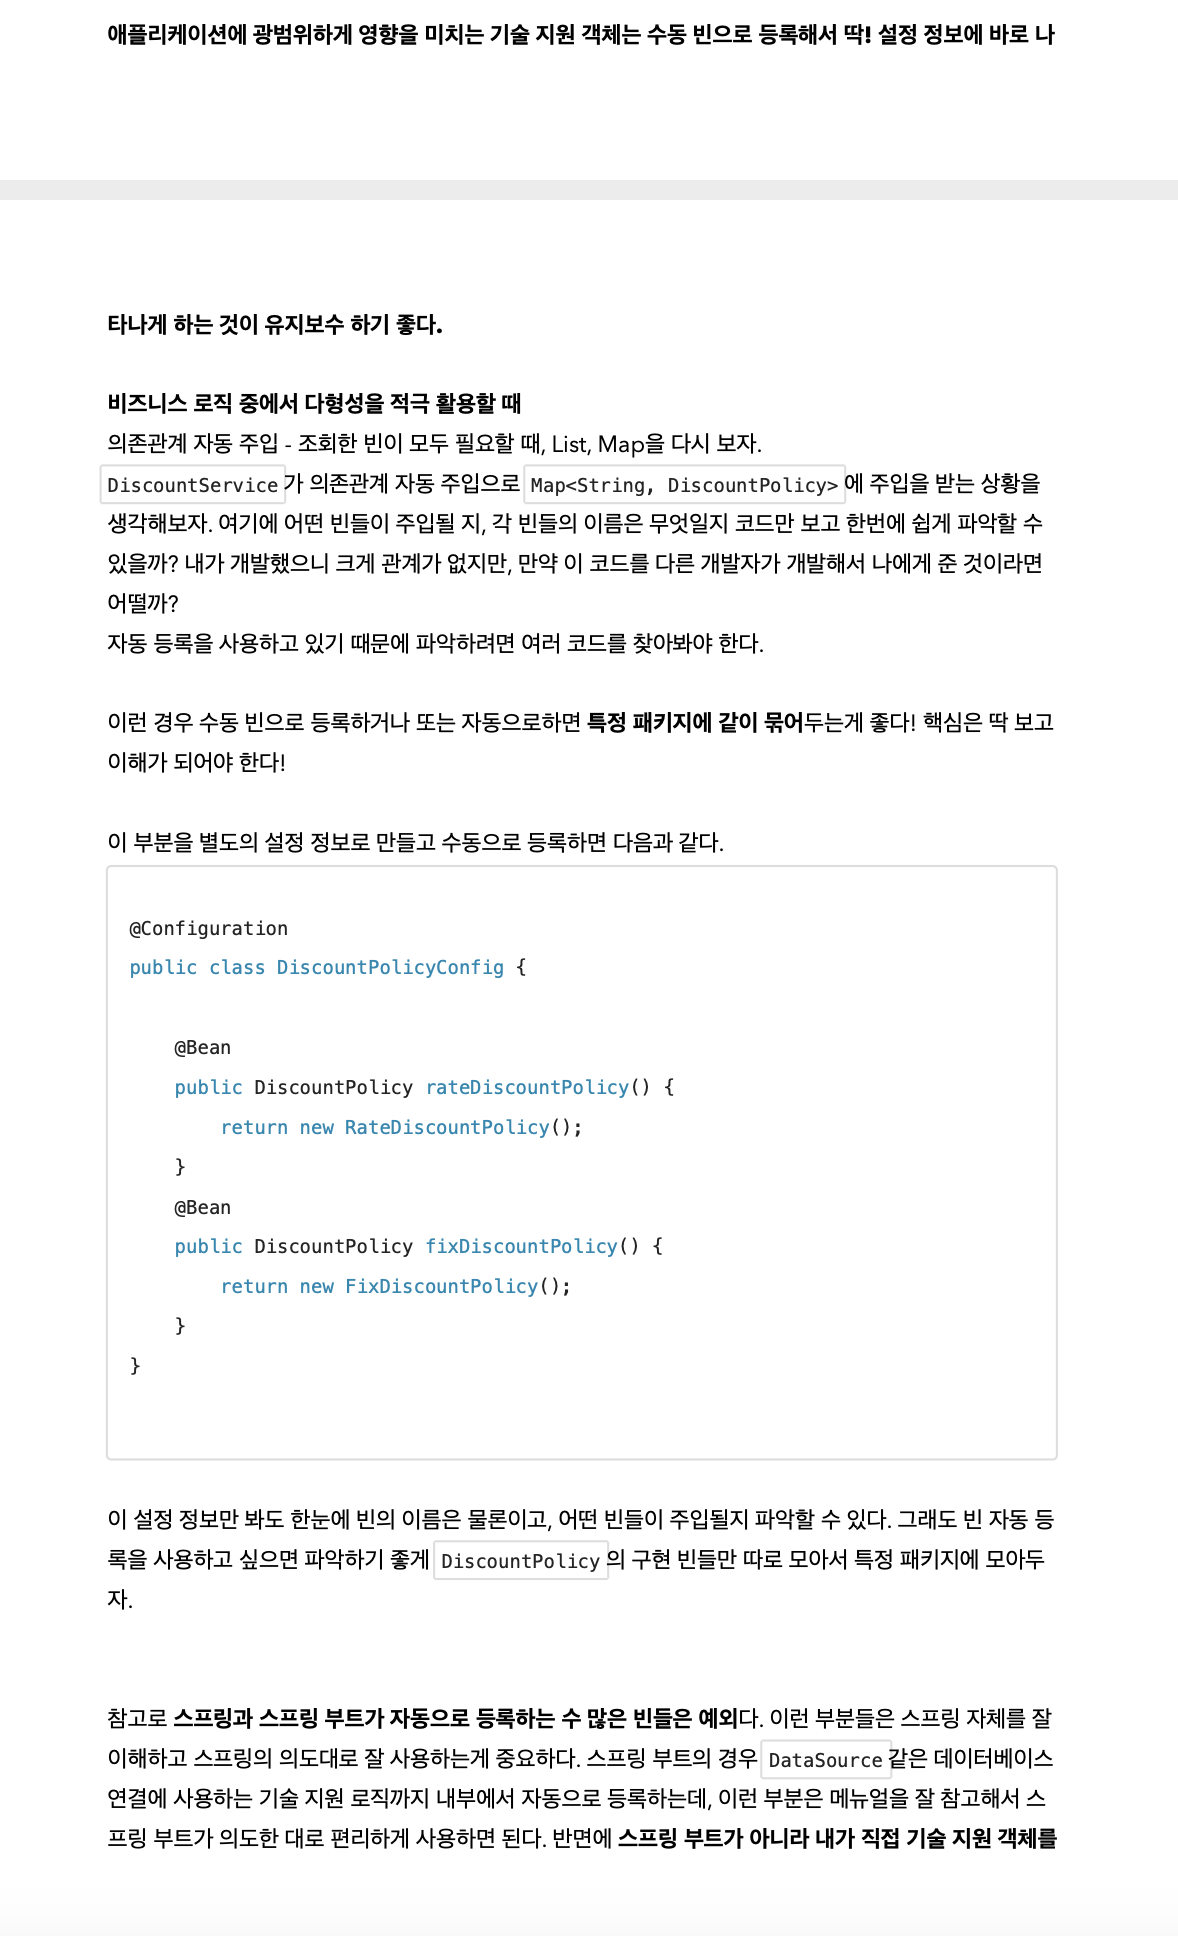 애플리케이션에 광범위하게 영향을 미치는 기술 지원 객체는 수동 빈으로 등록해서 딱! 설정 정보에 바로 나
타나게 하는 것이 유지보수 하기 좋다.
비즈니스 로직 중에서 다형성을 적극 활용할 때
의존관계 자동 주입 - 조회한 빈이 모두 필요할 때, List, Map을 다시 보자.
DiscountService 가 의존관계 자동 주입으로 Map<String, DiscountPolicy> 에 주입을 받는 상황을
생각해보자. 여기에 어떤 빈들이 주입될 지, 각 빈들의 이름은 무엇일지 코드만 보고 한번에 쉽게 파악할 수
있을까? 내가 개발했으니 크게 관계가 없지만, 만약 이 코드를 다른 개발자가 개발해서 나에게 준 것이라면
어떨까?
자동 등록을 사용하고 있기 때문에 파악하려면 여러 코드를 찾아봐야 한다.
이런 경우 수동 빈으로 등록하거나 또는 자동으로하면 특정 패키지에 같이 묶어두는게 좋다! 핵심은 딱 보고
이해가 되어야 한다!
이 부분을 별도의 설정 정보로 만들고 수동으로 등록하면 다음과 같다.
@Configuration
public class DiscountPolicyConfig {
@Bean
public DiscountPolicy rateDiscountPolicy() {
return new RateDiscountPolicy();
}
@Bean
public DiscountPolicy fixDiscountPolicy() {
return new FixDiscountPolicy();
}
}
이 설정 정보만 봐도 한눈에 빈의 이름은 물론이고, 어떤 빈들이 주입될지 파악할 수 있다. 그래도 빈 자동 등
록을 사용하고 싶으면 파악하기 좋게 DiscountPolicy 의 구현 빈들만 따로 모아서 특정 패키지에 모아두
자.
참고로 스프링과 스프링 부트가 자동으로 등록하는 수 많은 빈들은 예외다. 이런 부분들은 스프링 자체를 잘
이해하고 스프링의 의도대로 잘 사용하는게 중요하다. 스프링 부트의 경우 DataSource 같은 데이터베이스
연결에 사용하는 기술 지원 로직까지 내부에서 자동으로 등록하는데, 이런 부분은 메뉴얼을 잘 참고해서 스
프링 부트가 의도한 대로 편리하게 사용하면 된다. 반면에 스프링 부트가 아니라 내가 직접 기술 지원 객체를